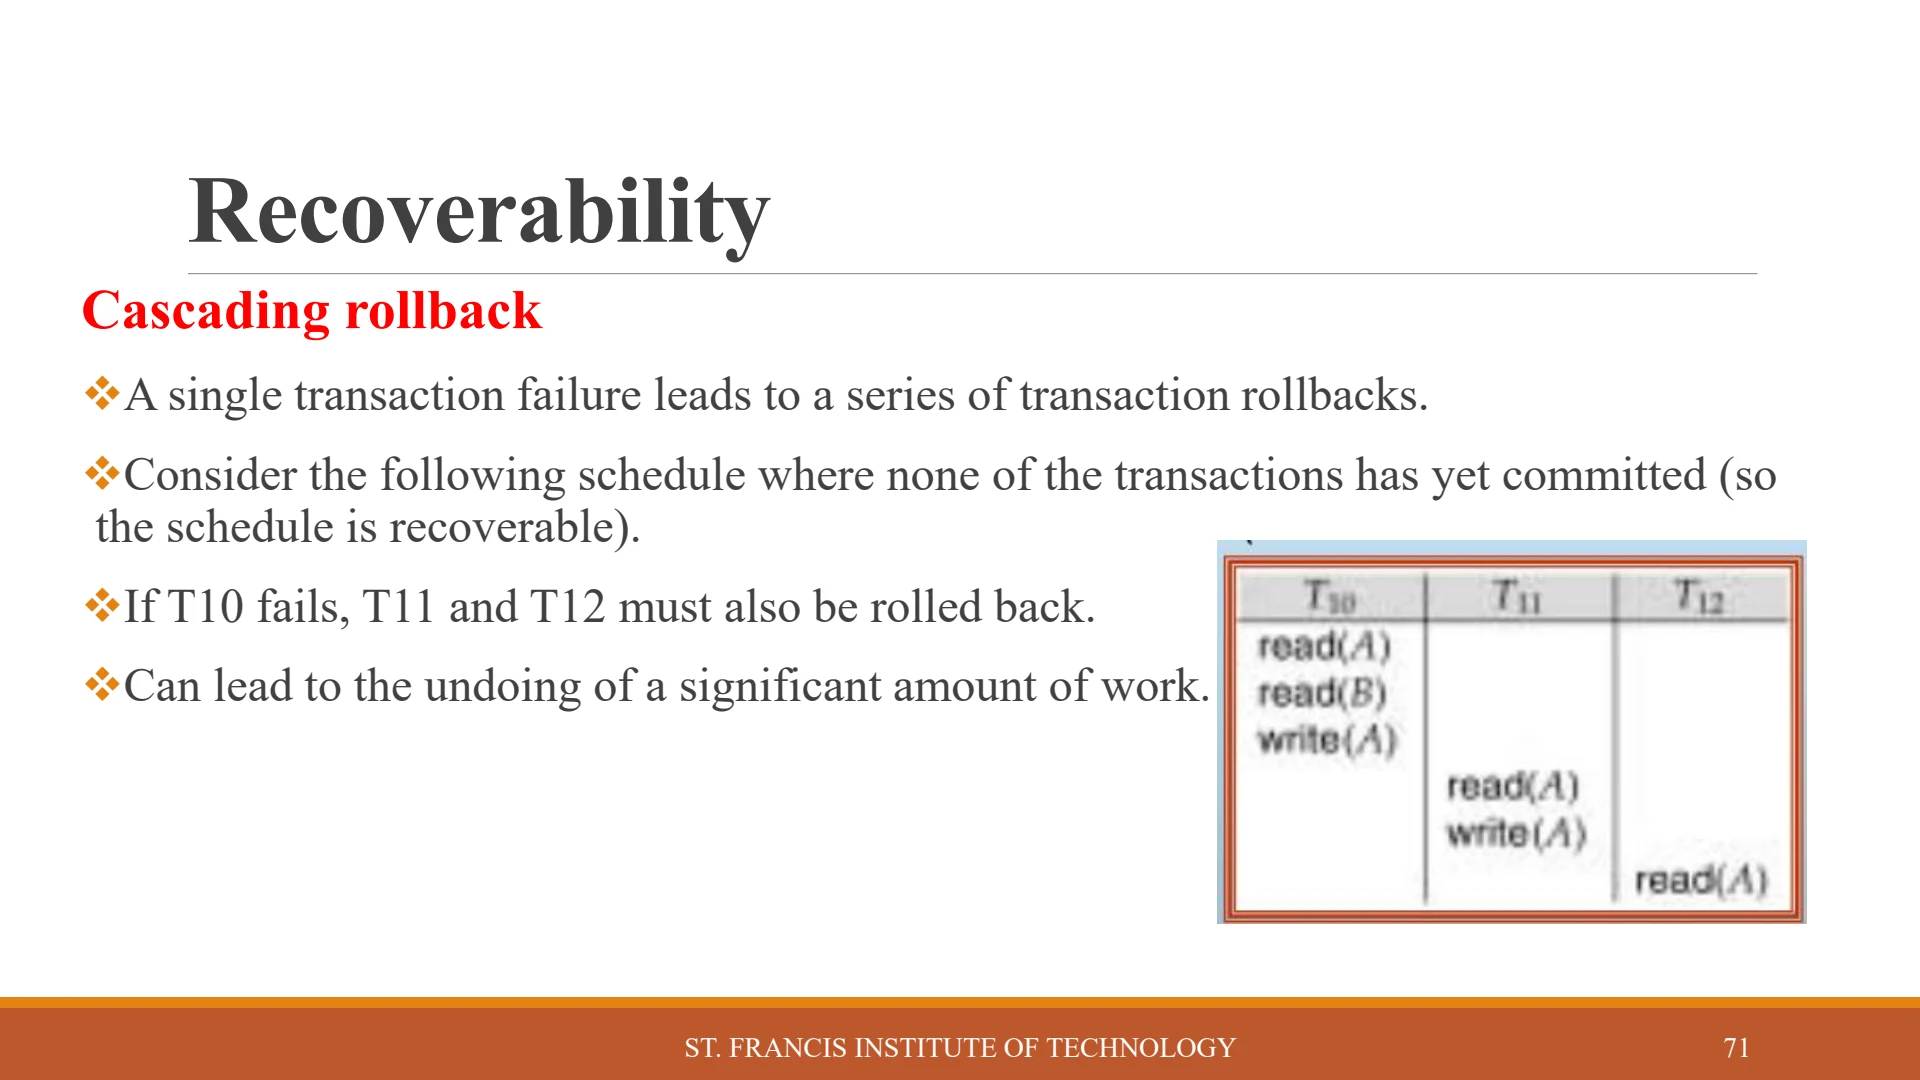 Recoverability
Cascading rollback
❖A single transaction failure leads to a series of transaction rollbacks.
❖Consider the following schedule where none of the transactions has yet committed (so
the schedule is recoverable).
❖If T10 fails, T11 and T12 must also be rolled back.
❖Can lead to the undoing of a significant amount of work.
T10 T11 T12
read(A)
read(B)
write(A)
read(A)
write(A)
read(A)
ST. FRANCIS INSTITUTE OF TECHNOLOGY
71